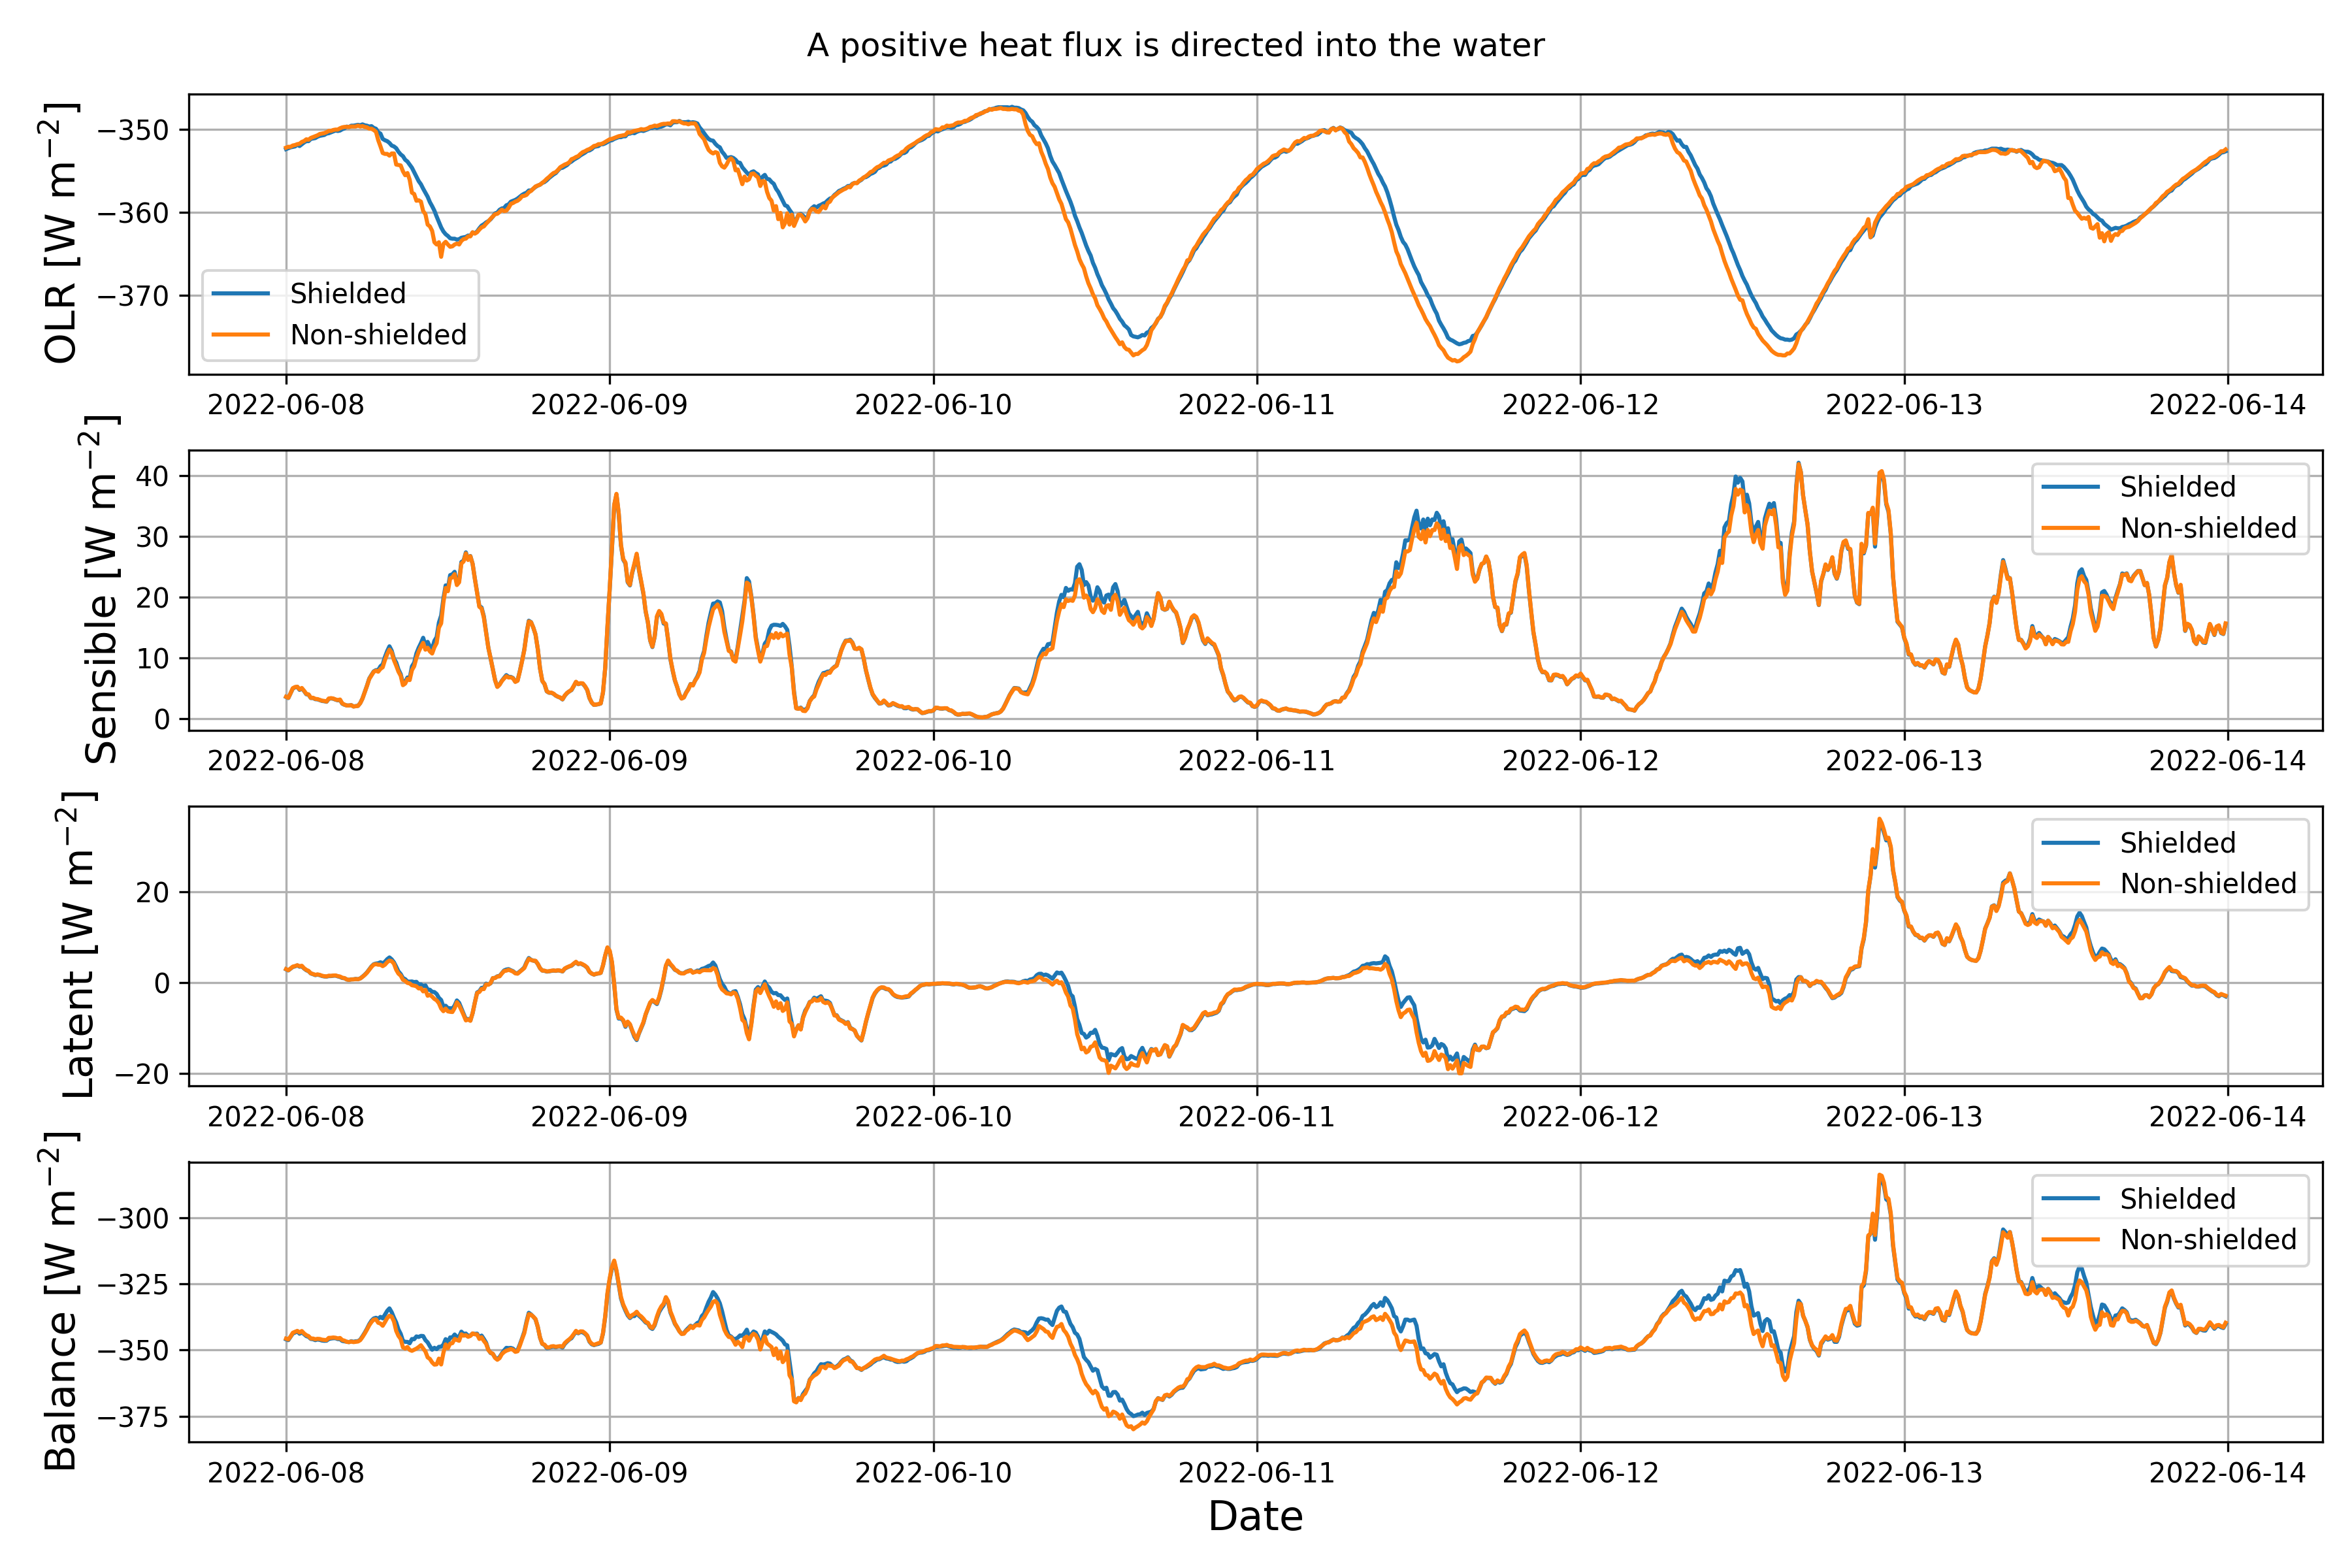 A positive heat flux is directed into the water
OLR [W m⁻²]
−350
−360
−370
Shielded
Non-shielded
2022-06-08 2022-06-09 2022-06-10 2022-06-11 2022-06-12 2022-06-13 2022-06-14
Sensible [W m⁻²]
40
30
20
10
0
Shielded
Non-shielded
2022-06-08 2022-06-09 2022-06-10 2022-06-11 2022-06-12 2022-06-13 2022-06-14
Latent [W m⁻²]
20
0
−20
Shielded
Non-shielded
2022-06-08 2022-06-09 2022-06-10 2022-06-11 2022-06-12 2022-06-13 2022-06-14
Balance [W m⁻²]
−300
−325
−350
−375
Shielded
Non-shielded
2022-06-08 2022-06-09 2022-06-10 2022-06-11 2022-06-12 2022-06-13 2022-06-14
Date